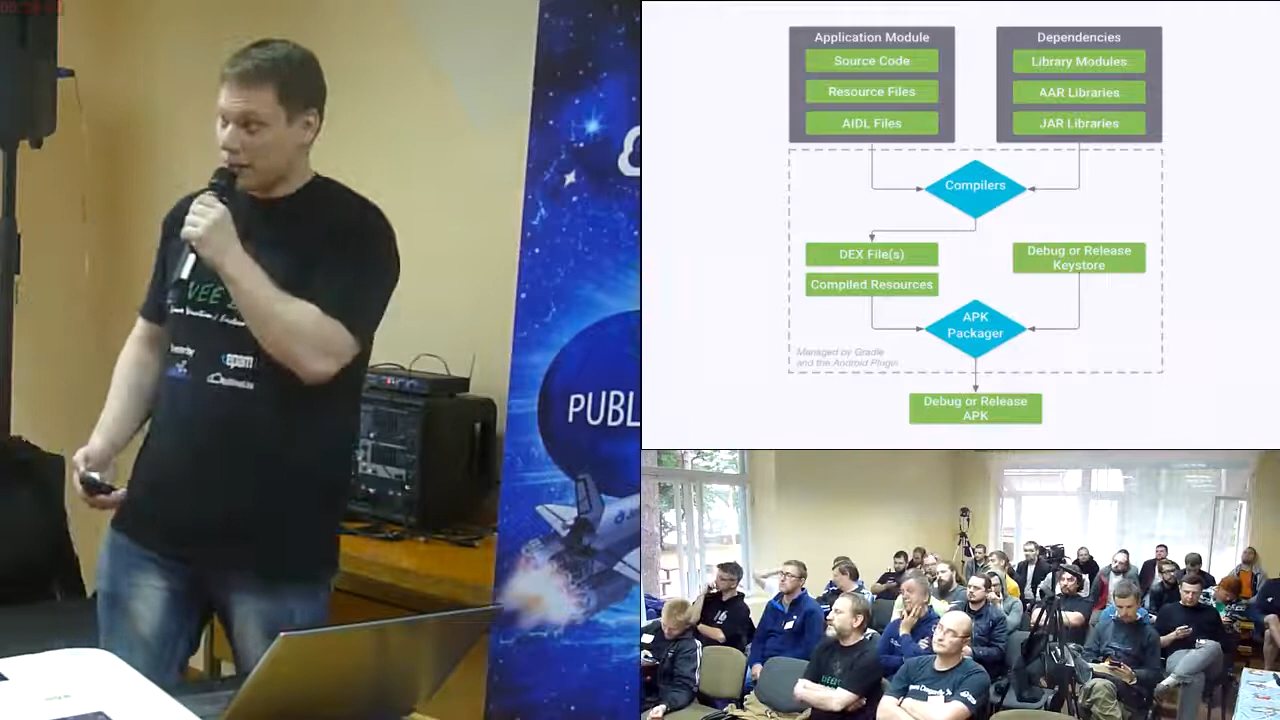 Application Module
Source Code
Resource Files
AIDL Files
Dependencies
Library Modules
AAR Libraries
JAR Libraries
Compilers
DEX File(s)
Compiled Resources
Debug or Release
Keystore
APK
Packager
Managed by Gradle
and the Android Plugin
Debug or Release
APK
PUBL
<epam>